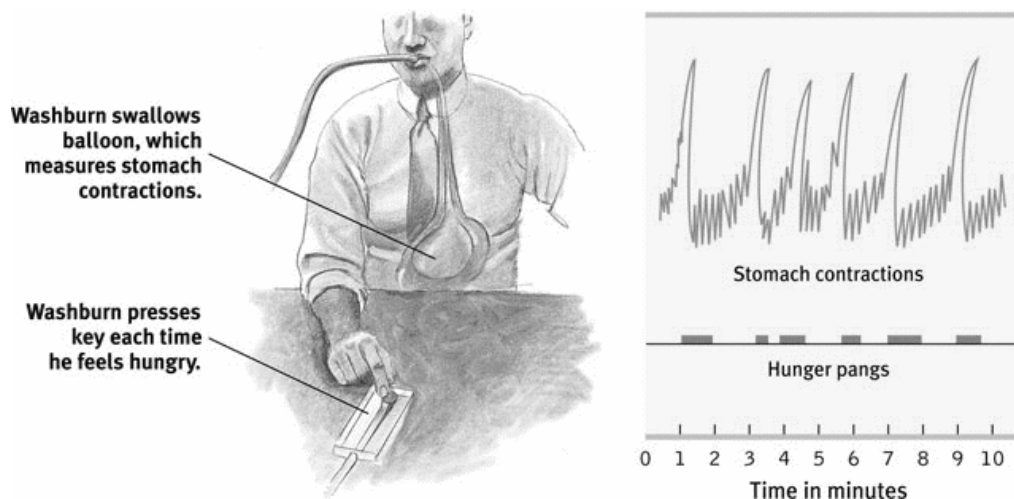 Washburn swallows
balloon, which
measures stomach
contractions.
Washburn presses
key each time
he feels hungry.
Stomach contractions
Hunger pangs
0 1 2 3 4 5 6 7 8 9 10
Time in minutes